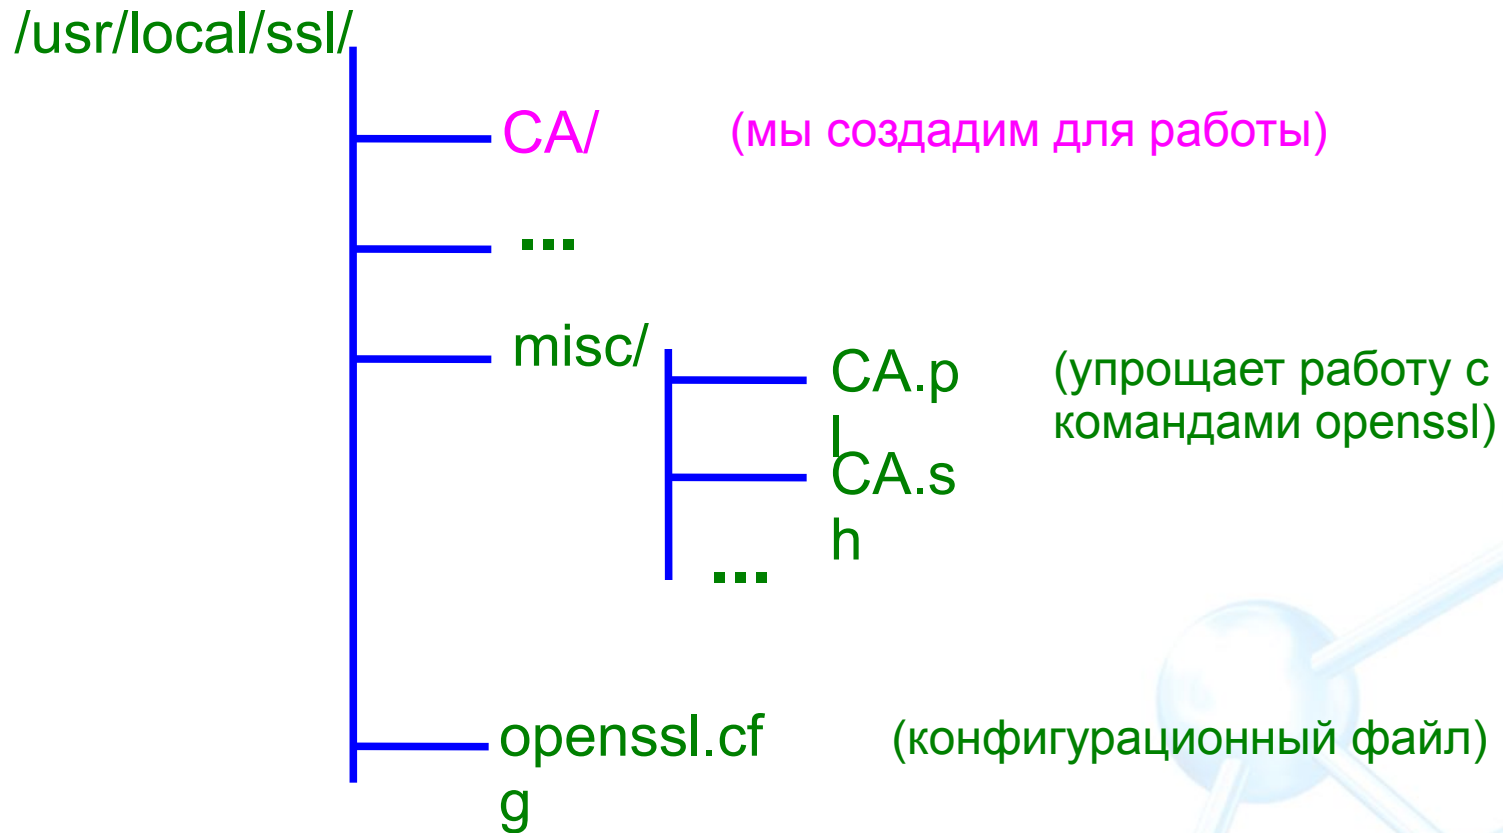 /usr/local/ssl/
CA/ (мы создадим для работы)
...
misc/
CA.p
l
(упрощает работу с
командами openssl)
CA.s
h
...
openssl.cf
g
(конфигурационный файл)